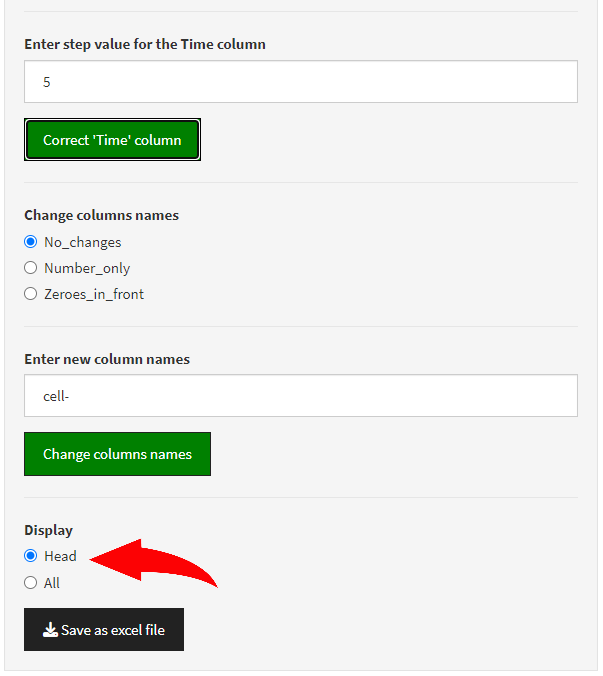 Enter step value for the Time column
5
Correct 'Time' column
Change columns names
No_changes
Number_only
Zeroes_in_front
Enter new column names
cell-
Change columns names
Display
Head
All
Save as excel file